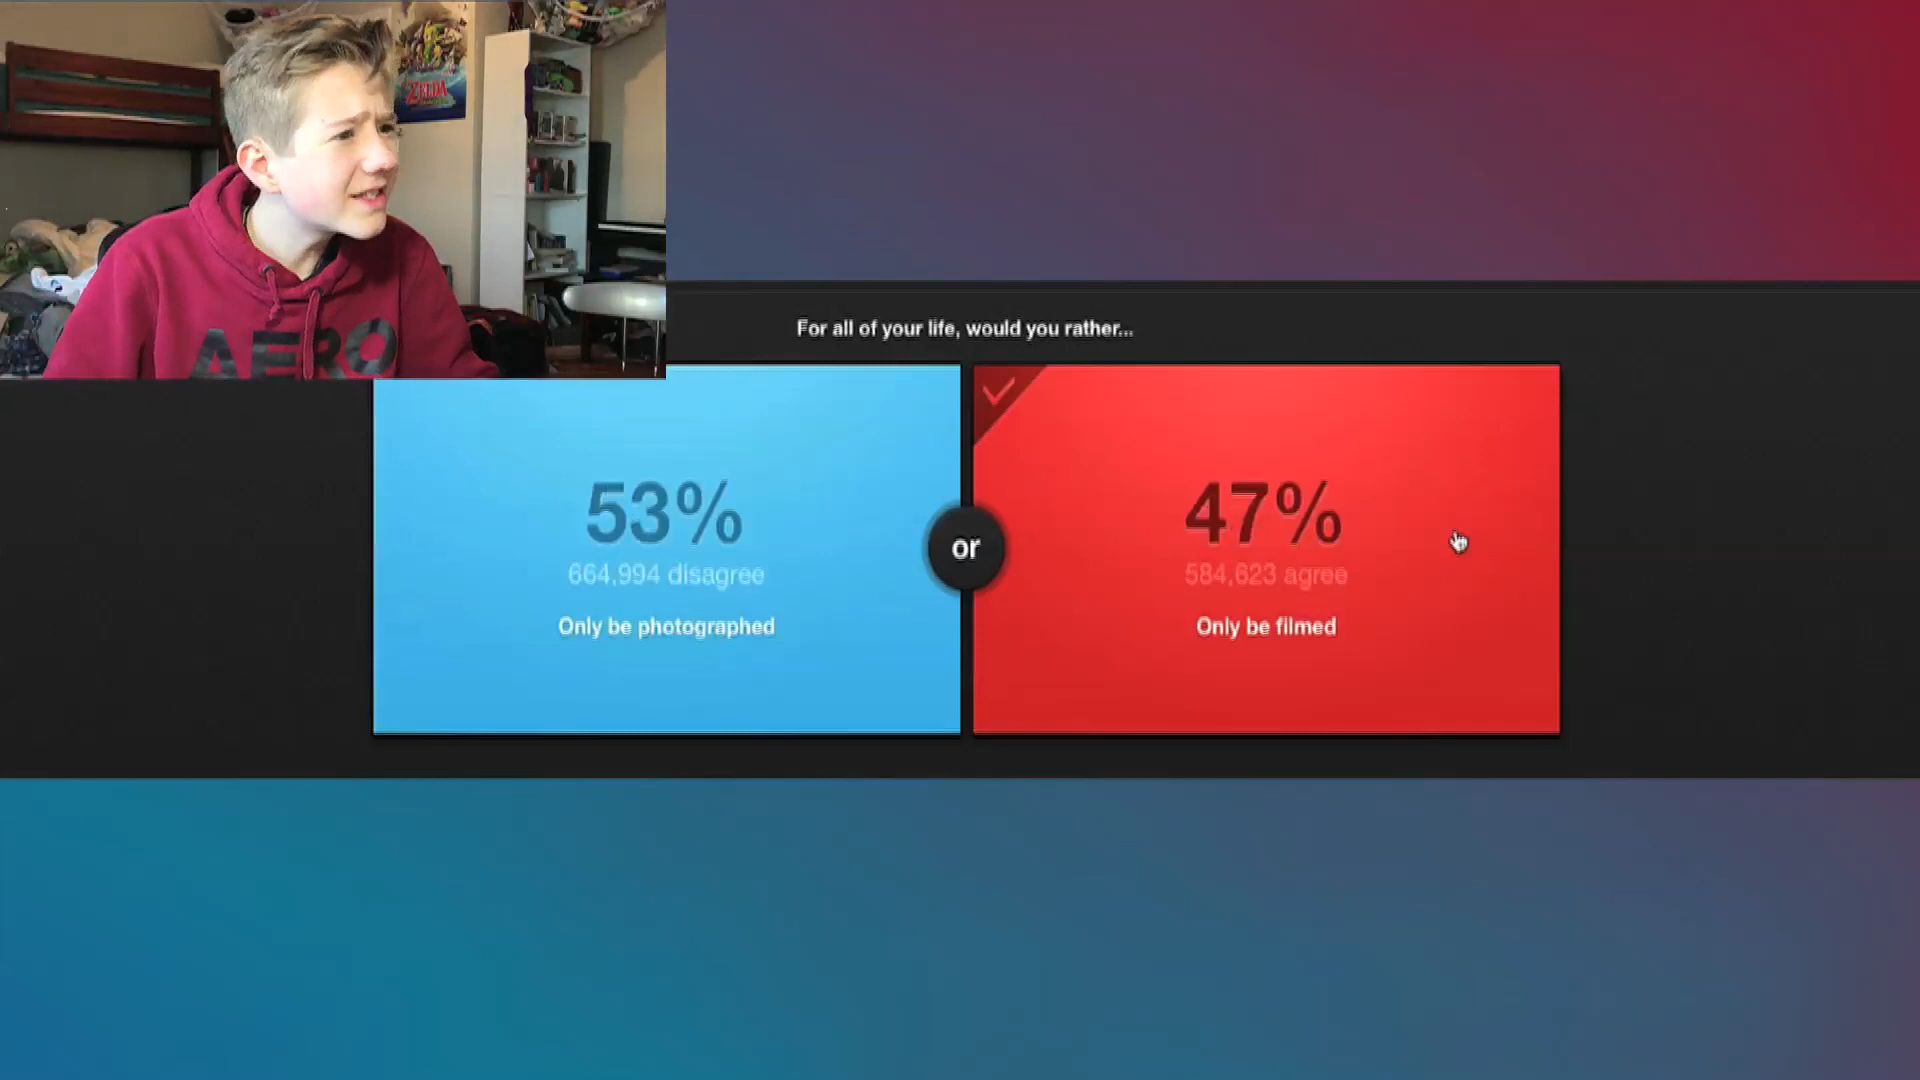 ZELDA
AERO
For all of your life, would you rather...
53%
664,994 disagree
Only be photographed
or
47%
584,623 agree
Only be filmed